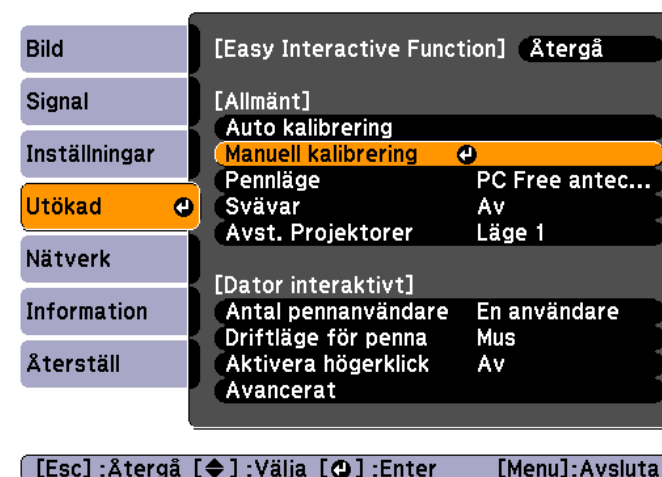 Bild
Signal
Inställningar
Utökad
Nätverk
Information
Återställ
[Easy Interactive Function] Återgå
[Allmänt]
Auto kalibrering
Manuell kalibrering
Pennläge PC Free antec...
Svävar Av
Avst. Projektorer Läge 1
[Dator interaktivt]
Antal pennanvändare En användare
Driftläge för penna Mus
Aktivera högerklick Av
Avancerat
[Esc] :Återgå [◆] :Välja [⏎] :Enter [Menu]:Avsluta